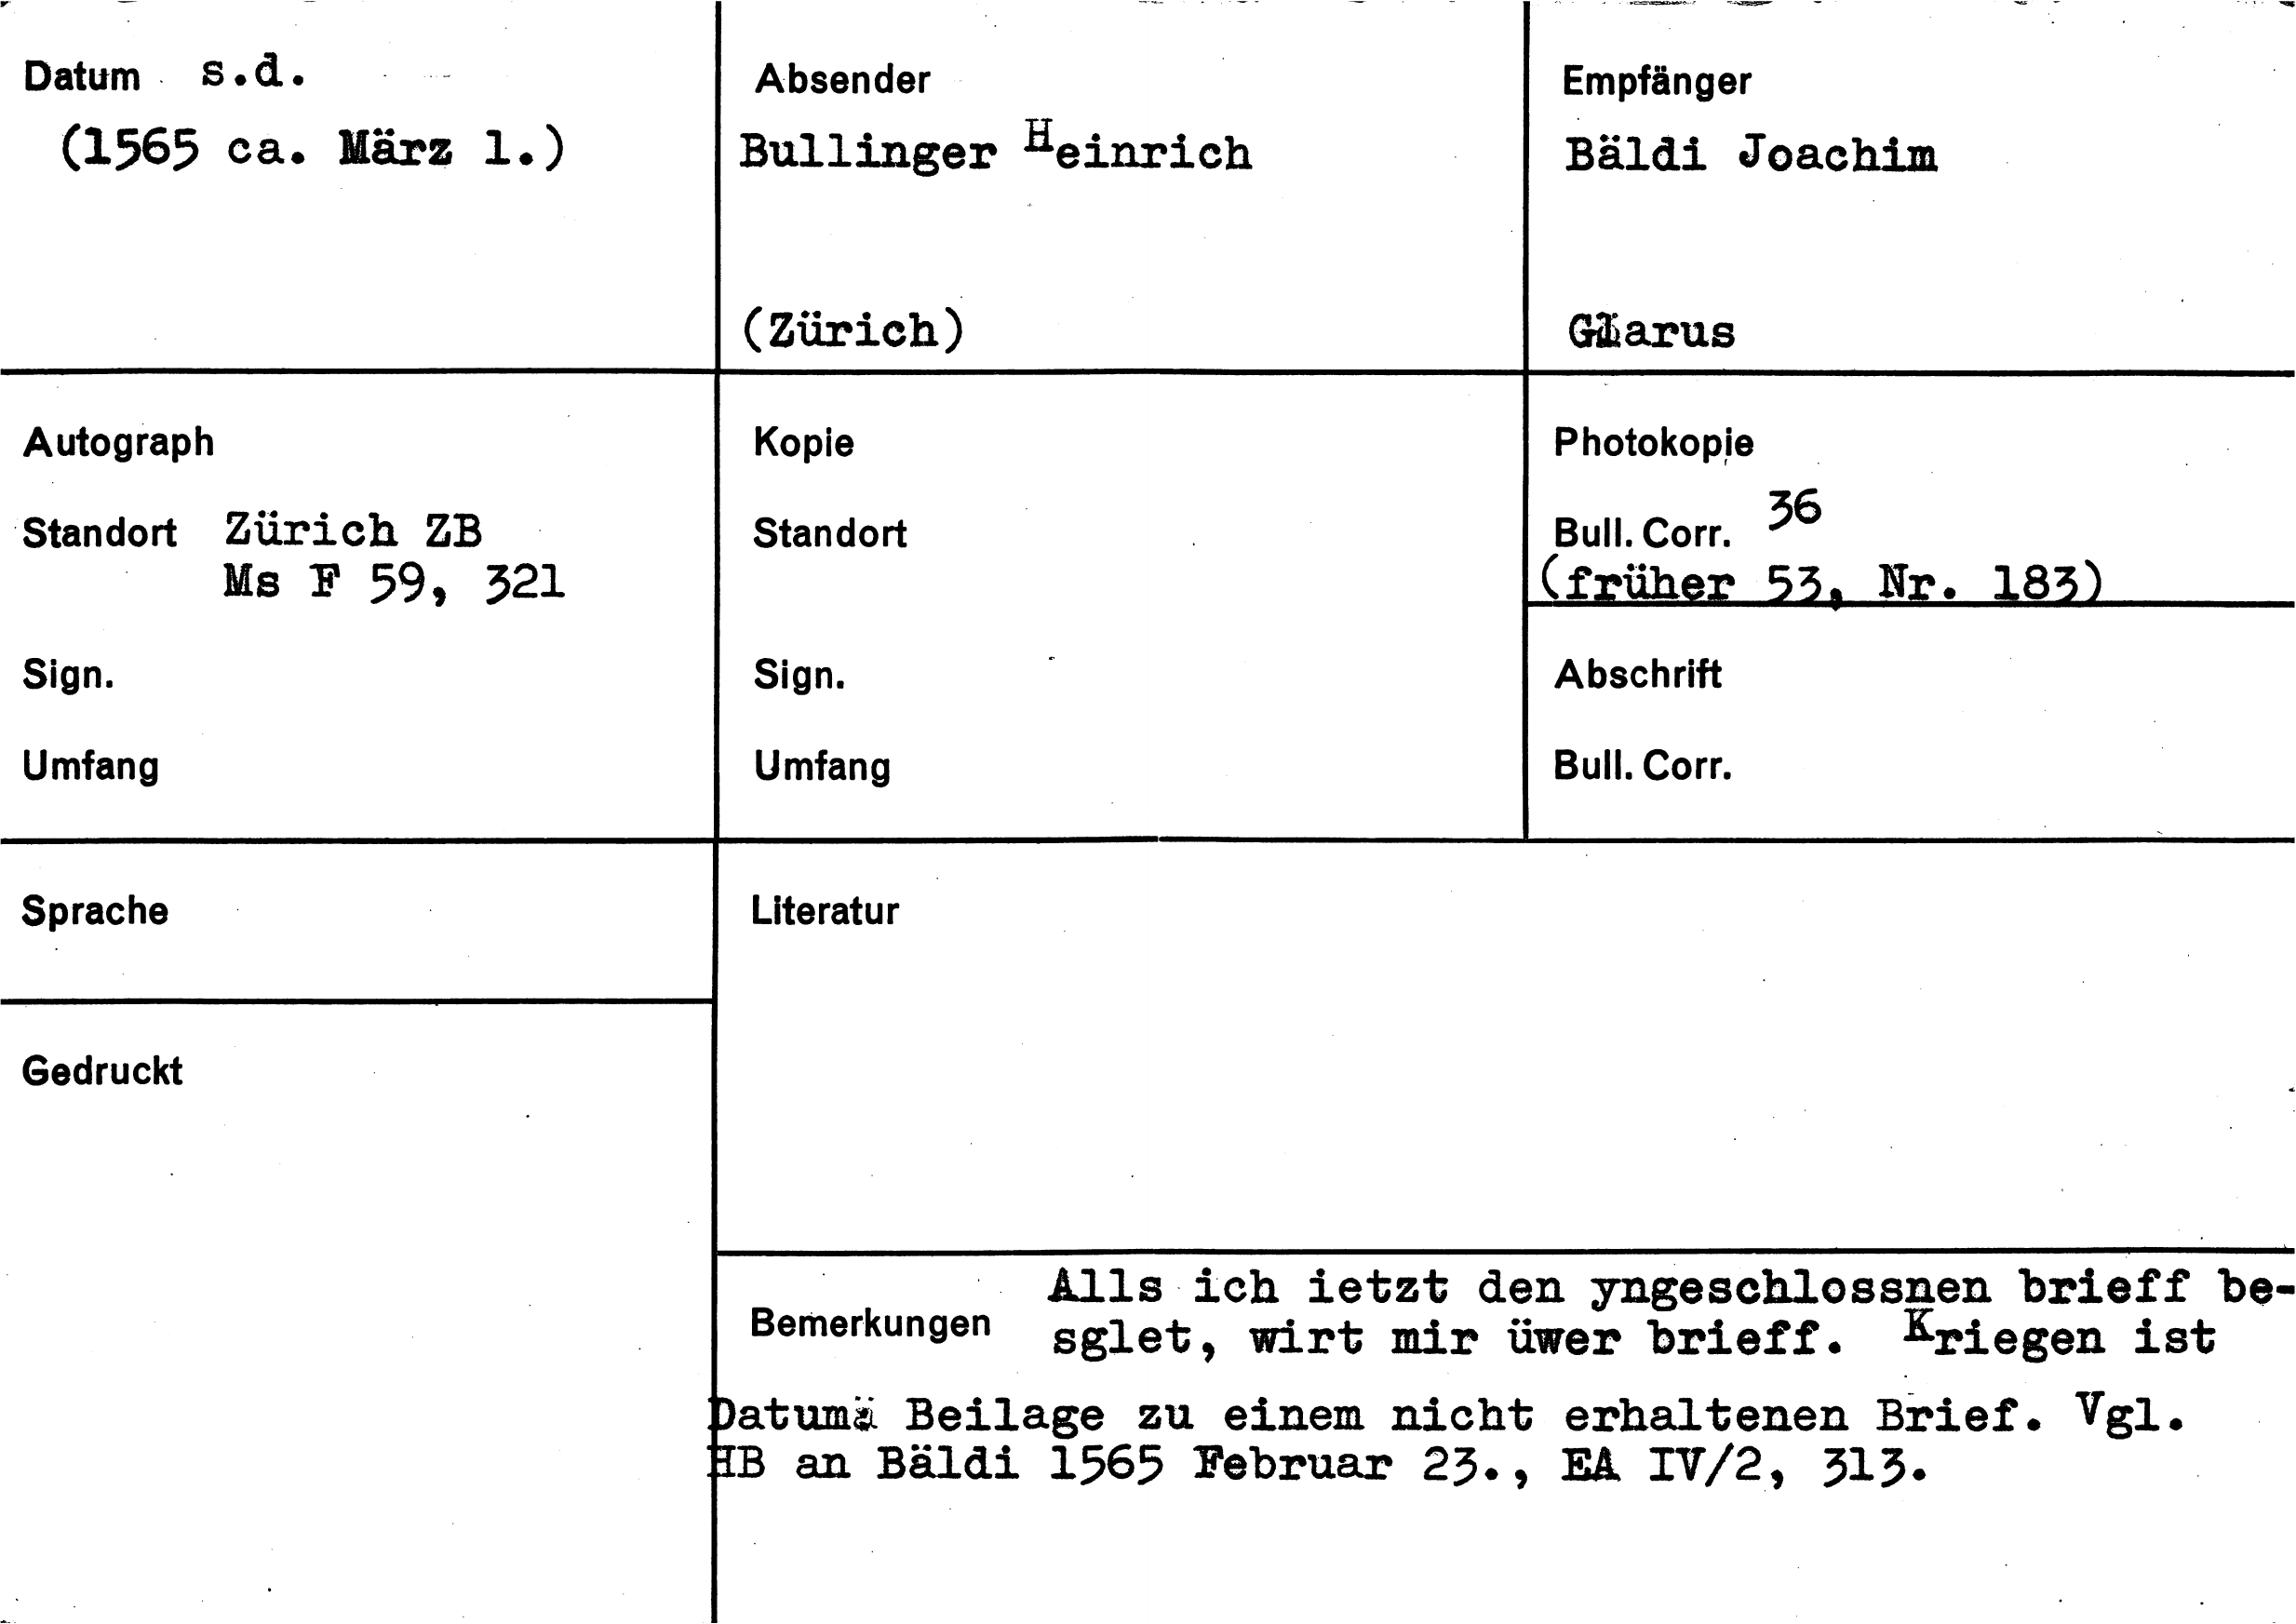 Datum s.d.
(1565 ca. März 1.)
Absender
Bullinger Heinrich
(Zürich)
Empfänger
Bäldi Joachim
Glarus
Autograph
Standort Zürich ZB
Ms F 59, 321
Sign.
Umfang
Kopie
Standort
Sign.
Umfang
Photokopie
Bull. Corr. 36
(früher 53, Nr. 183)
Abschrift
Bull. Corr.
Sprache
Gedruckt
Literatur
Bemerkungen
Alls ich ietzt den yngeschlossnen brieff be-
sglet, wirt mir üwer brieff. Kriegen ist
Datum: Beilage zu einem nicht erhaltenen Brief. Vgl.
HB an Bäldi 1565 Februar 23., EA IV/2, 313.